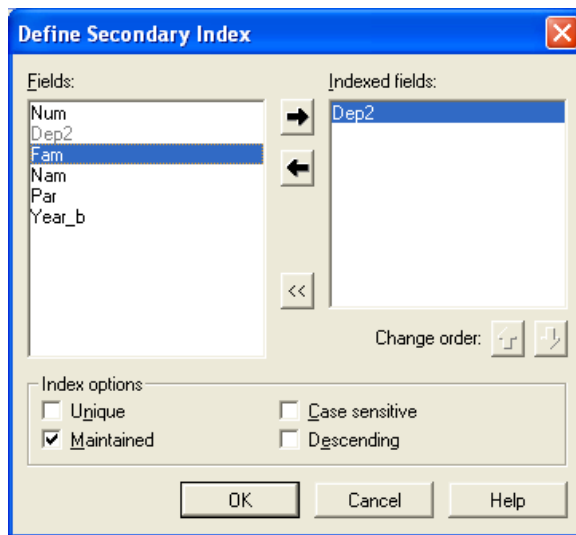 Define Secondary Index
Fields:
Indexed fields:
Num
Dep2
Fam
Nam
Par
Year_b
Dep2
<<
Change order:
Index options
Unique
Case sensitive
Maintained
Descending
OK
Cancel
Help